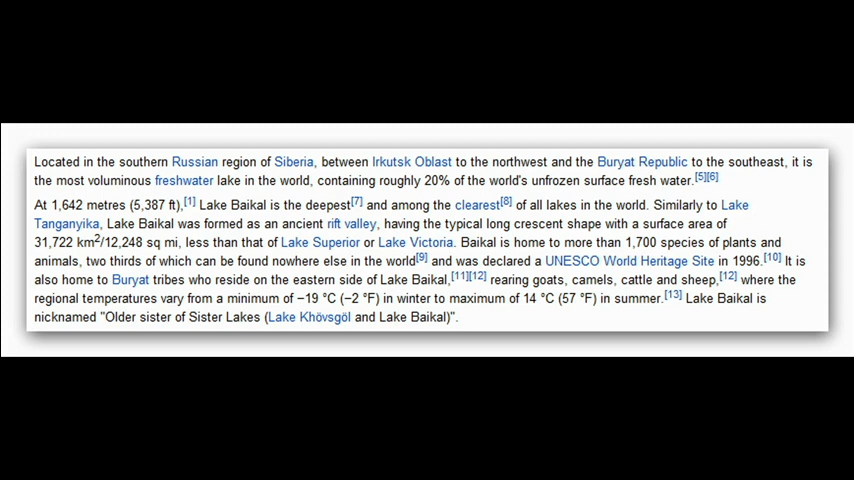 Located in the southern Russian region of Siberia, between Irkutsk Oblast to the northwest and the Buryat Republic to the southeast, it is
the most voluminous freshwater lake in the world, containing roughly 20% of the world's unfrozen surface fresh water.[5][6]
At 1,642 metres (5,387 ft),[1] Lake Baikal is the deepest[7] and among the clearest[8] of all lakes in the world. Similarly to Lake
Tanganyika, Lake Baikal was formed as an ancient rift valley, having the typical long crescent shape with a surface area of
31,722 km2/12,248 sq mi, less than that of Lake Superior or Lake Victoria. Baikal is home to more than 1,700 species of plants and
animals, two thirds of which can be found nowhere else in the world[9] and was declared a UNESCO World Heritage Site in 1996.[10] It is
also home to Buryat tribes who reside on the eastern side of Lake Baikal,[11][12] rearing goats, camels, cattle and sheep,[12] where the
regional temperatures vary from a minimum of −19 °C (−2 °F) in winter to maximum of 14 °C (57 °F) in summer.[13] Lake Baikal is
nicknamed "Older sister of Sister Lakes (Lake Khövsgöl and Lake Baikal)".